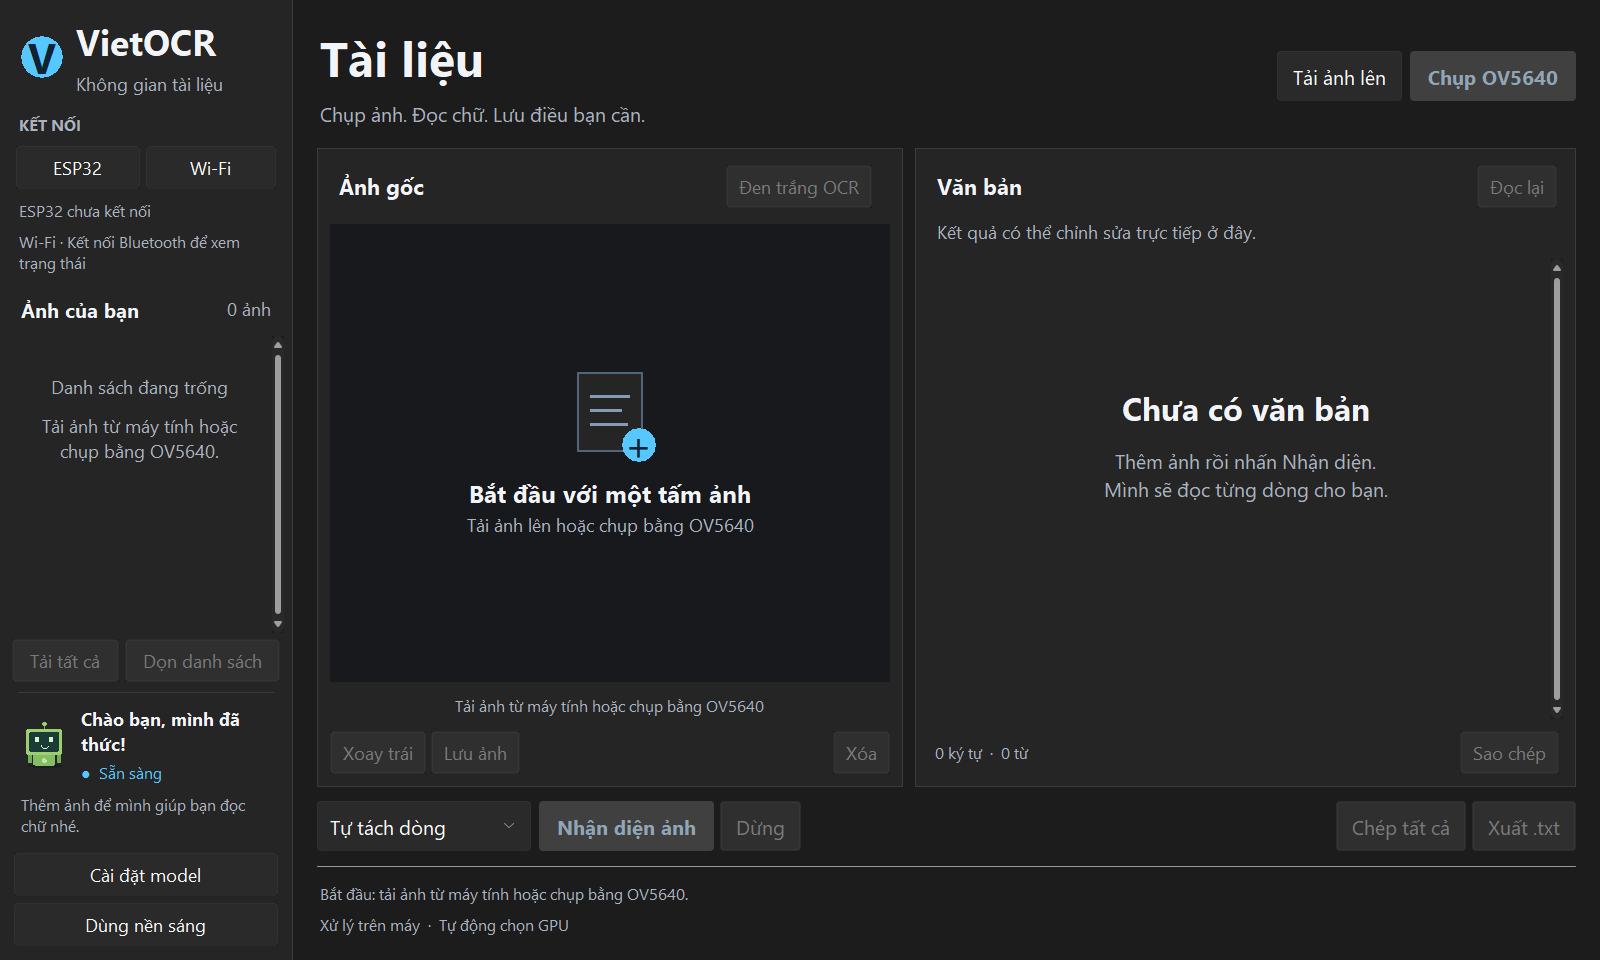 VietOCR
Không gian tài liệu
KẾT NỐI
ESP32
Wi-Fi
ESP32 chưa kết nối
Wi-Fi · Kết nối Bluetooth để xem
trạng thái
Ảnh của bạn
0 ảnh
Danh sách đang trống
Tải ảnh từ máy tính hoặc
chụp bằng OV5640.
Tải tất cả
Dọn danh sách
Chào bạn, mình đã
thức!
● Sẵn sàng
Thêm ảnh để mình giúp bạn đọc
chữ nhé.
Cài đặt model
Dùng nền sáng
Tài liệu
Chụp ảnh. Đọc chữ. Lưu điều bạn cần.
Tải ảnh lên
Chụp OV5640
Ảnh gốc
Đen trắng OCR
Bắt đầu với một tấm ảnh
Tải ảnh lên hoặc chụp bằng OV5640
Tải ảnh từ máy tính hoặc chụp bằng OV5640
Xoay trái
Lưu ảnh
Xóa
Văn bản
Đọc lại
Kết quả có thể chỉnh sửa trực tiếp ở đây.
Chưa có văn bản
Thêm ảnh rồi nhấn Nhận diện.
Mình sẽ đọc từng dòng cho bạn.
0 ký tự · 0 từ
Sao chép
Tự tách dòng
Nhận diện ảnh
Dừng
Chép tất cả
Xuất .txt
Bắt đầu: tải ảnh từ máy tính hoặc chụp bằng OV5640.
Xử lý trên máy · Tự động chọn GPU